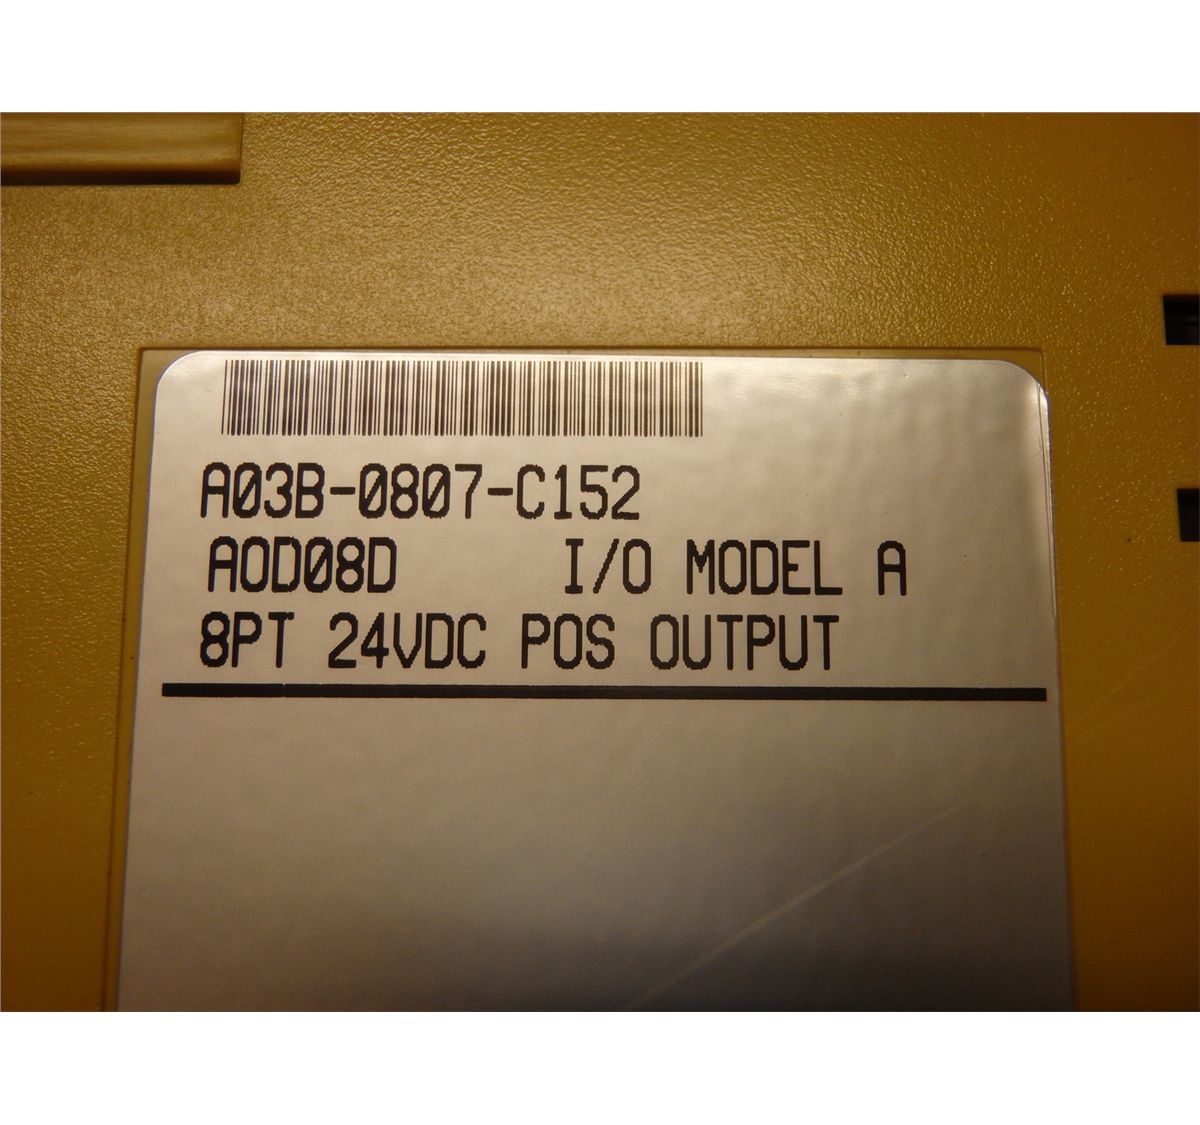 A03B-0807-C152
AOD08D I/O MODEL A
8PT 24VDC POS OUTPUT